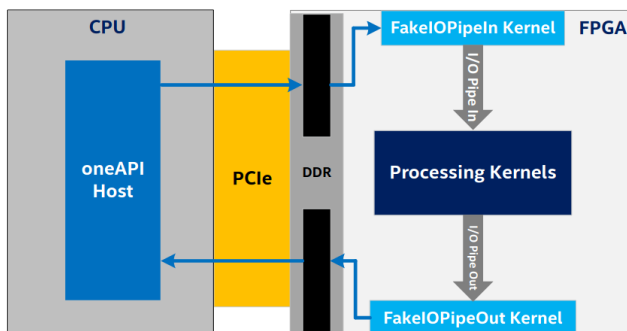 CPU
FakeIOPipeIn Kernel
FPGA
I/O Pipe In
oneAPI
Host
PCIe
DDR
Processing Kernels
I/O Pipe Out
FakeIOPipeOut Kernel